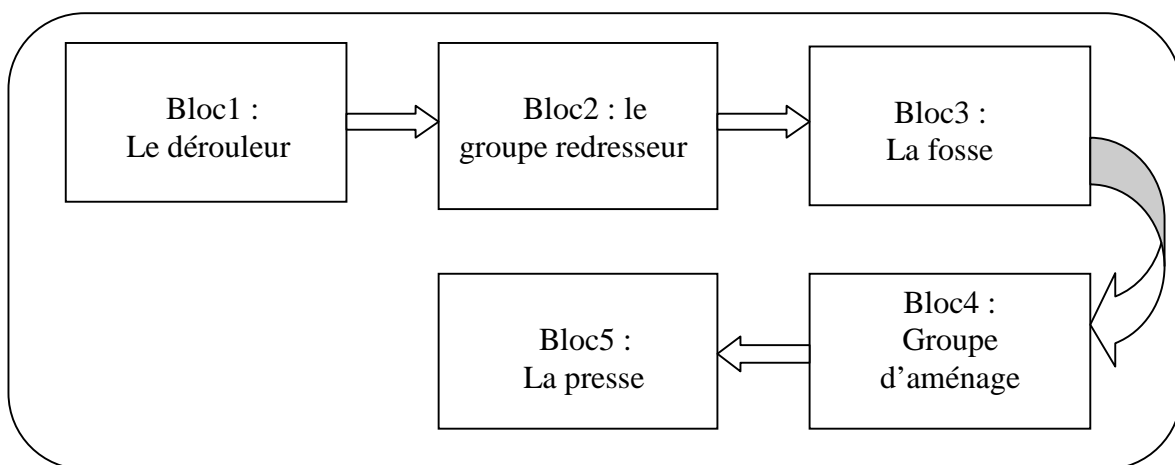 Bloc1 :
Le dérouleur
Bloc2 : le
groupe redresseur
Bloc3 :
La fosse
Bloc4 :
Groupe
d’aménage
Bloc5 :
La presse